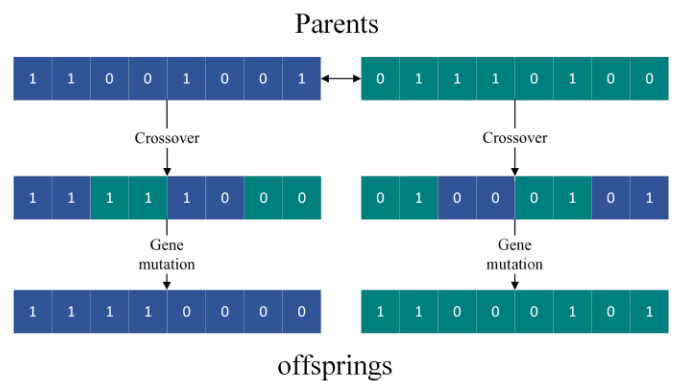 Parents
1 1 0 0 1 0 0 1 0 1 1 1 0 1 0 0
Crossover Crossover
1 1 1 1 1 0 0 0 0 1 0 0 0 1 0 1
Gene Gene
mutation mutation
1 1 1 1 0 0 0 0 1 1 0 0 0 1 0 1
offsprings